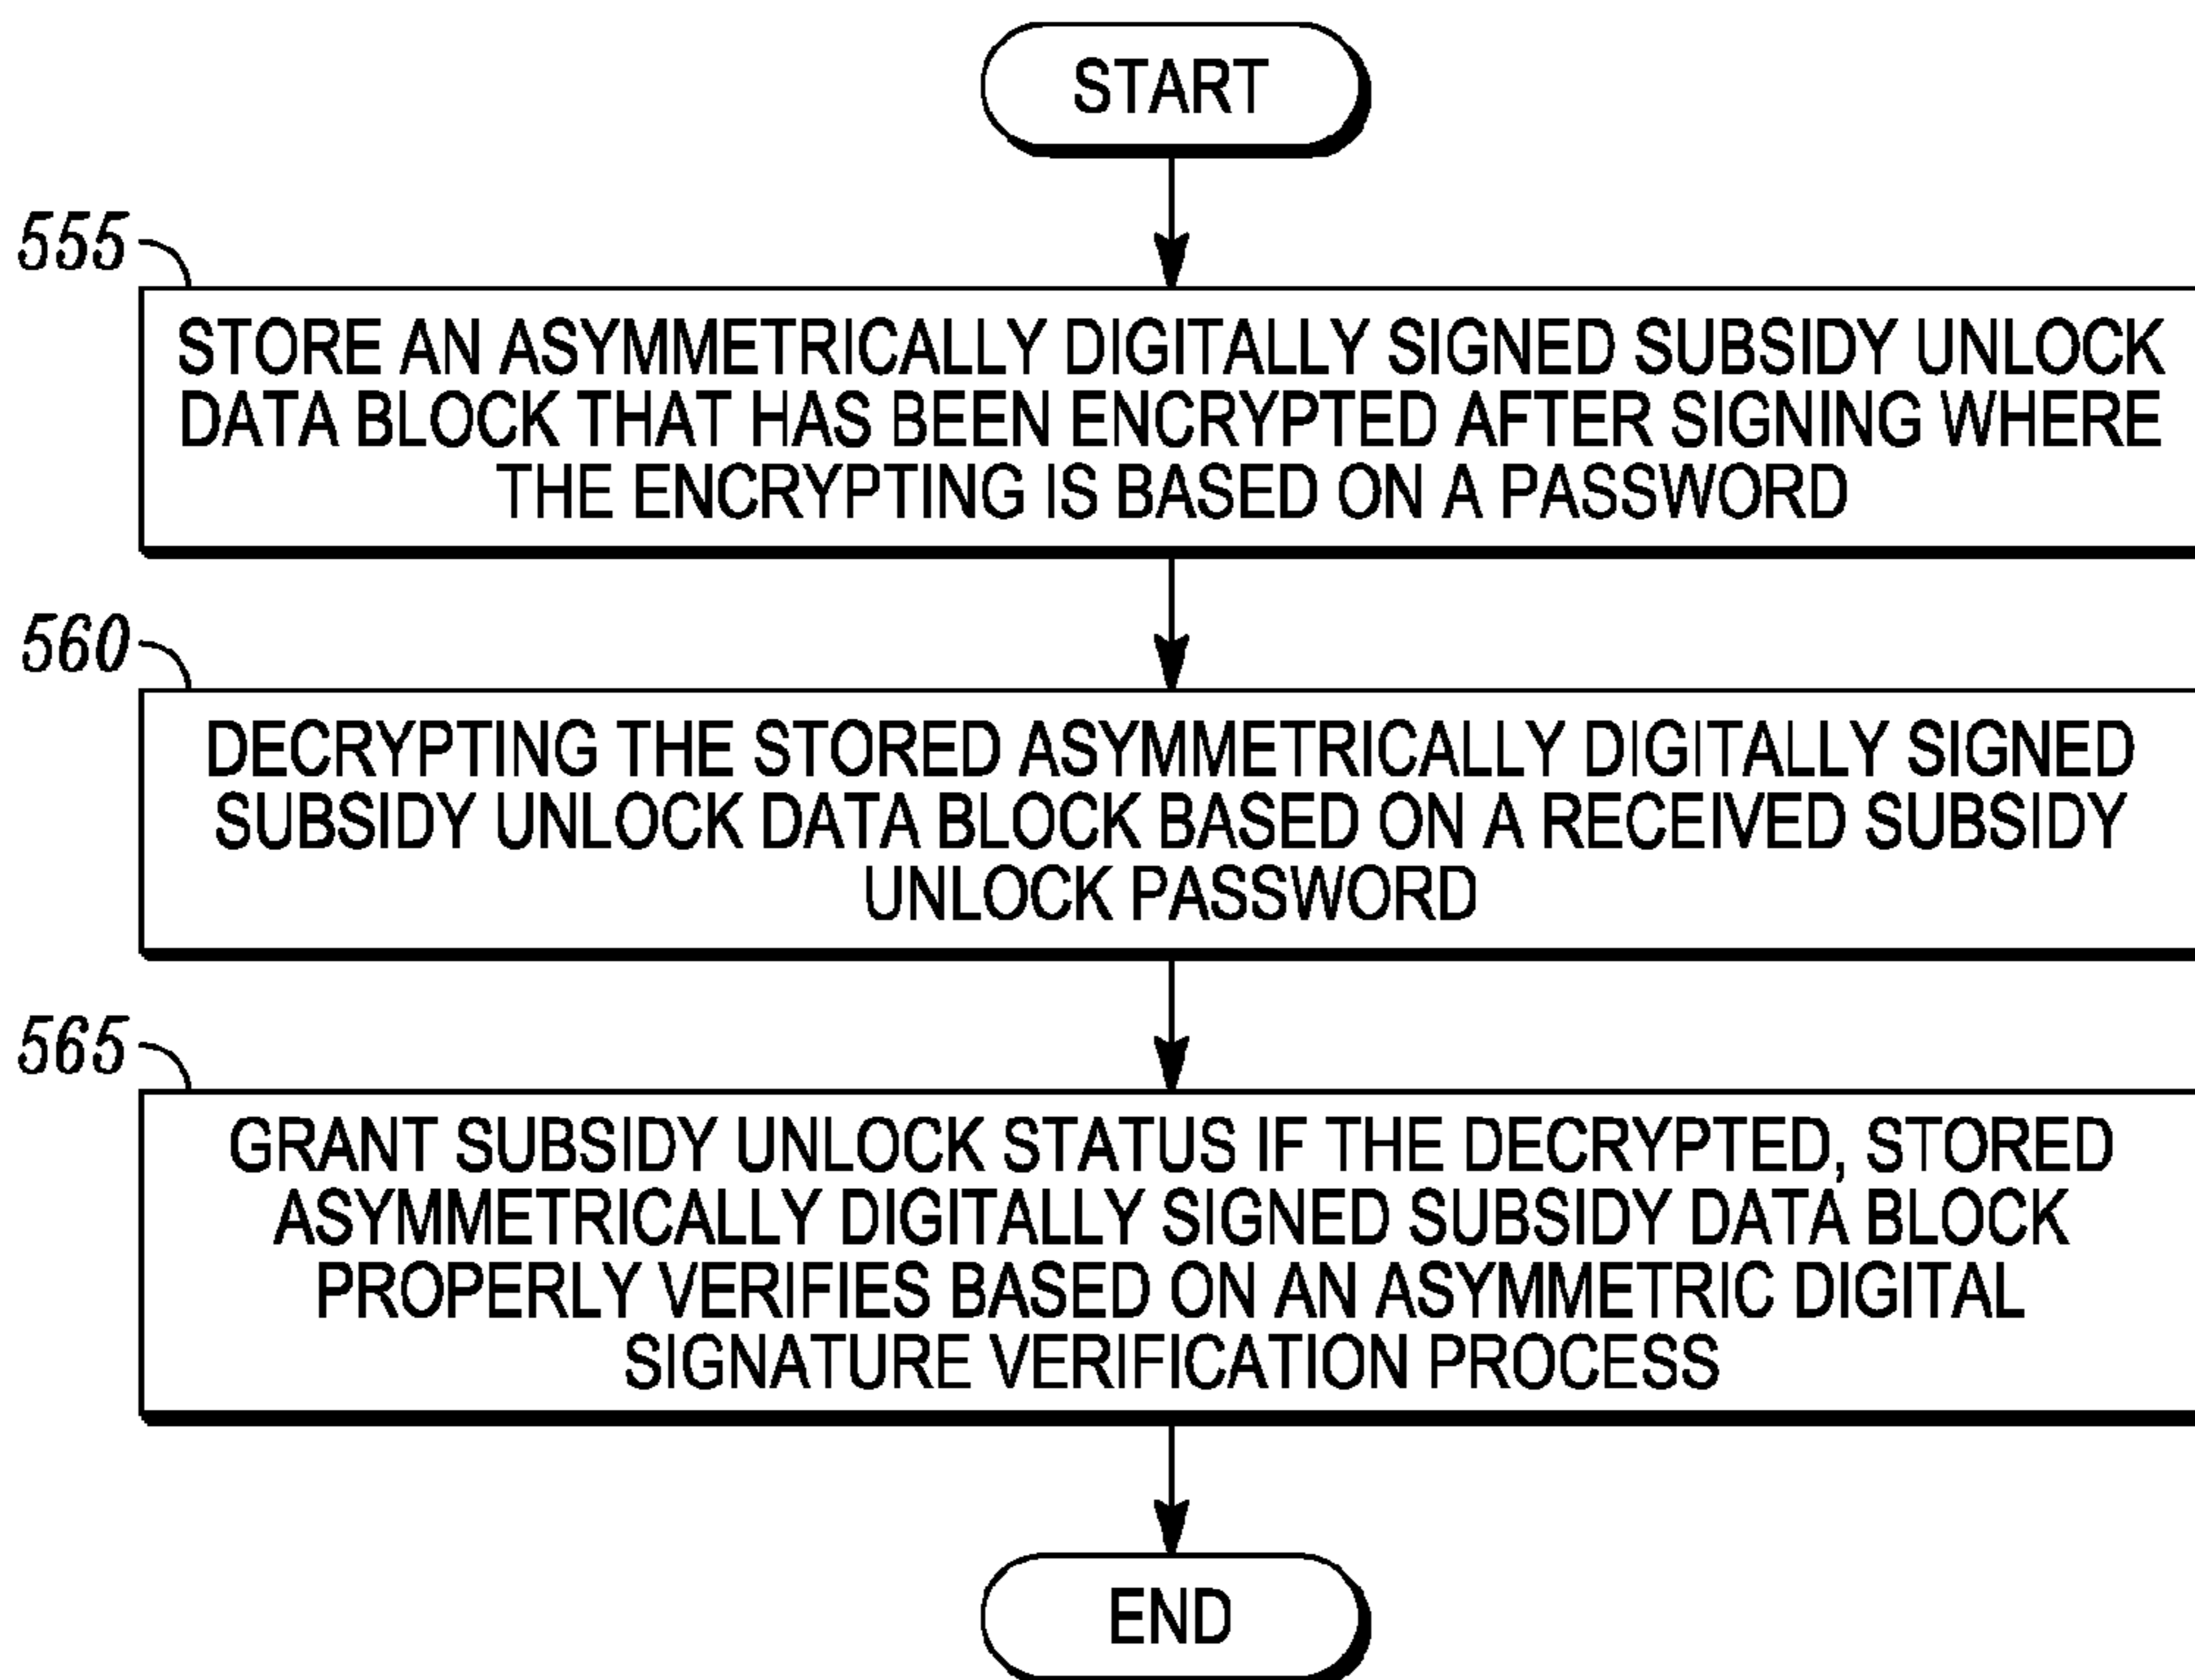 START
555
STORE AN ASYMMETRICALLY DIGITALLY SIGNED SUBSIDY UNLOCK
DATA BLOCK THAT HAS BEEN ENCRYPTED AFTER SIGNING WHERE
THE ENCRYPTING IS BASED ON A PASSWORD
560
DECRYPTING THE STORED ASYMMETRICALLY DIGITALLY SIGNED
SUBSIDY UNLOCK DATA BLOCK BASED ON A RECEIVED SUBSIDY
UNLOCK PASSWORD
565
GRANT SUBSIDY UNLOCK STATUS IF THE DECRYPTED, STORED
ASYMMETRICALLY DIGITALLY SIGNED SUBSIDY DATA BLOCK
PROPERLY VERIFIES BASED ON AN ASYMMETRIC DIGITAL
SIGNATURE VERIFICATION PROCESS
END